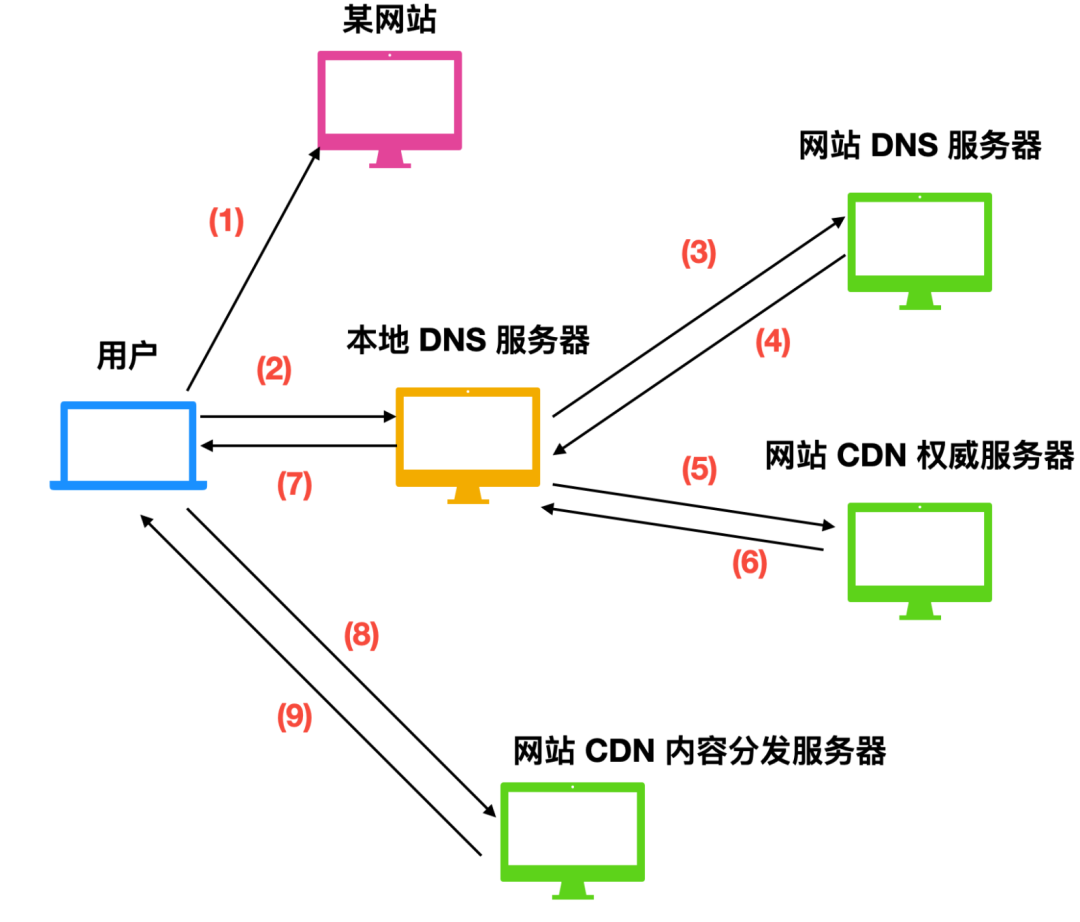 某网站
网站 DNS 服务器
(1)
(3)
本地 DNS 服务器
(4)
用户
(2)
网站 CDN 权威服务器
(5)
(7)
(6)
(8)
(9)
网站 CDN 内容分发服务器